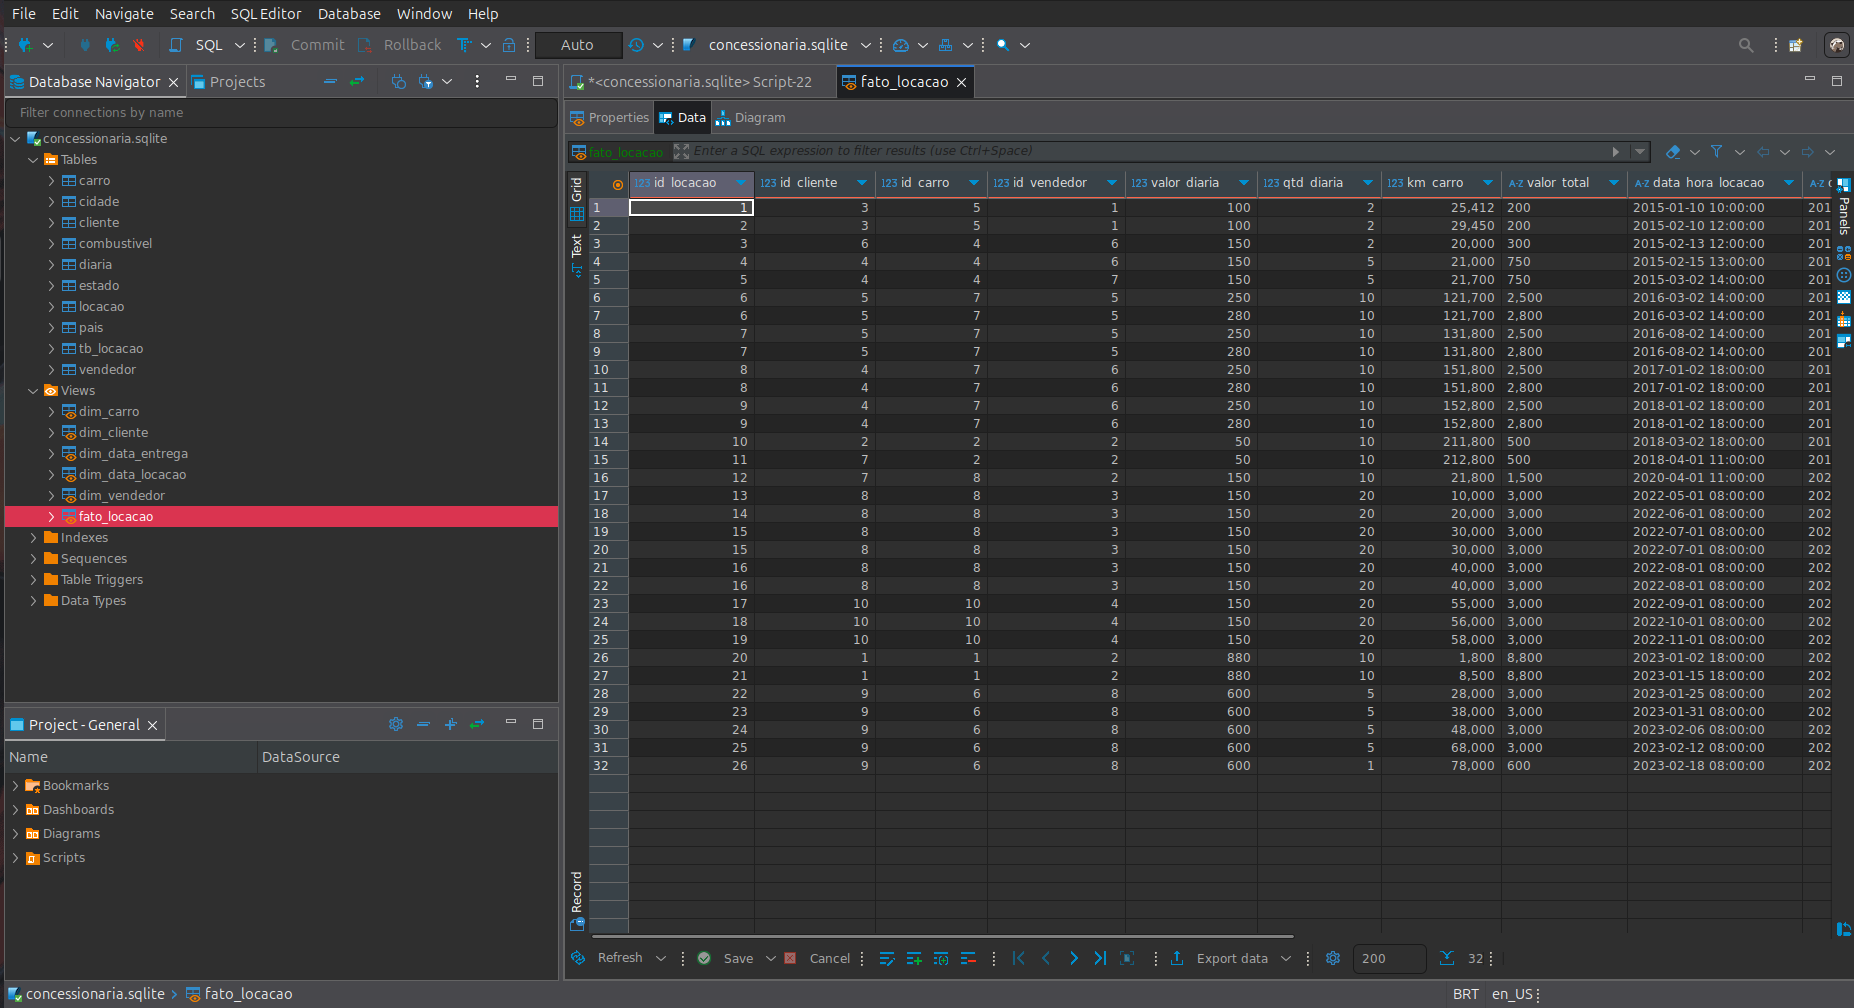 File Edit Navigate Search SQL Editor Database Window Help
SQL Commit Rollback Auto concessionaria.sqlite
Database Navigator Projects
Filter connections by name
concessionaria.sqlite
Tables
carro
cidade
cliente
combustivel
diaria
estado
locacao
pais
tb_locacao
vendedor
Views
dim_carro
dim_cliente
dim_data_entrega
dim_data_locacao
dim_vendedor
fato_locacao
Indexes
Sequences
Table Triggers
Data Types
Project - General
Name DataSource
Bookmarks
Dashboards
Diagrams
Scripts
*<concessionaria.sqlite> Script-22 fato_locacao
Properties Data Diagram
fato_locacao Enter a SQL expression to filter results (use Ctrl+Space)
Grid
Text
Record
Panels
123 id_locacao 123 id_cliente 123 id_carro 123 id_vendedor 123 valor_diaria 123 qtd_diaria 123 km_carro A-Z valor_total A-Z data_hora_locacao A-Z
1 1 3 5 1 100 2 25,412 200 2015-01-10 10:00:00 201
2 2 3 5 1 100 2 29,450 200 2015-02-10 12:00:00 201
3 3 6 4 6 150 2 20,000 300 2015-02-13 12:00:00 201
4 4 4 4 6 150 5 21,000 750 2015-02-15 13:00:00 201
5 5 4 4 7 150 5 21,700 750 2015-03-02 14:00:00 201
6 6 5 7 5 250 10 121,700 2,500 2016-03-02 14:00:00 201
7 6 5 7 5 280 10 121,700 2,800 2016-03-02 14:00:00 201
8 7 5 7 5 250 10 131,800 2,500 2016-08-02 14:00:00 201
9 7 5 7 5 280 10 131,800 2,800 2016-08-02 14:00:00 201
10 8 4 7 6 250 10 151,800 2,500 2017-01-02 18:00:00 201
11 8 4 7 6 280 10 151,800 2,800 2017-01-02 18:00:00 201
12 9 4 7 6 250 10 152,800 2,500 2018-01-02 18:00:00 201
13 9 4 7 6 280 10 152,800 2,800 2018-01-02 18:00:00 201
14 10 2 2 2 50 10 211,800 500 2018-03-02 18:00:00 201
15 11 7 2 2 50 10 212,800 500 2018-04-01 11:00:00 201
16 12 7 8 2 150 10 21,800 1,500 2020-04-01 11:00:00 202
17 13 8 8 3 150 20 10,000 3,000 2022-05-01 08:00:00 202
18 14 8 8 3 150 20 20,000 3,000 2022-06-01 08:00:00 202
19 15 8 8 3 150 20 30,000 3,000 2022-07-01 08:00:00 202
20 15 8 8 3 150 20 30,000 3,000 2022-07-01 08:00:00 202
21 16 8 8 3 150 20 40,000 3,000 2022-08-01 08:00:00 202
22 16 8 8 3 150 20 40,000 3,000 2022-08-01 08:00:00 202
23 17 10 10 4 150 20 55,000 3,000 2022-09-01 08:00:00 202
24 18 10 10 4 150 20 56,000 3,000 2022-10-01 08:00:00 202
25 19 10 10 4 150 20 58,000 3,000 2022-11-01 08:00:00 202
26 20 1 1 2 880 10 1,800 8,800 2023-01-02 18:00:00 202
27 21 1 1 2 880 10 8,500 8,800 2023-01-15 18:00:00 202
28 22 9 6 8 600 5 28,000 3,000 2023-01-25 08:00:00 202
29 23 9 6 8 600 5 38,000 3,000 2023-01-31 08:00:00 202
30 24 9 6 8 600 5 48,000 3,000 2023-02-06 08:00:00 202
31 25 9 6 8 600 5 68,000 3,000 2023-02-12 08:00:00 202
32 26 9 6 8 600 1 78,000 600 2023-02-18 08:00:00 202
Refresh Save Cancel Export data 200 32
concessionaria.sqlite fato_locacao BRT en_US